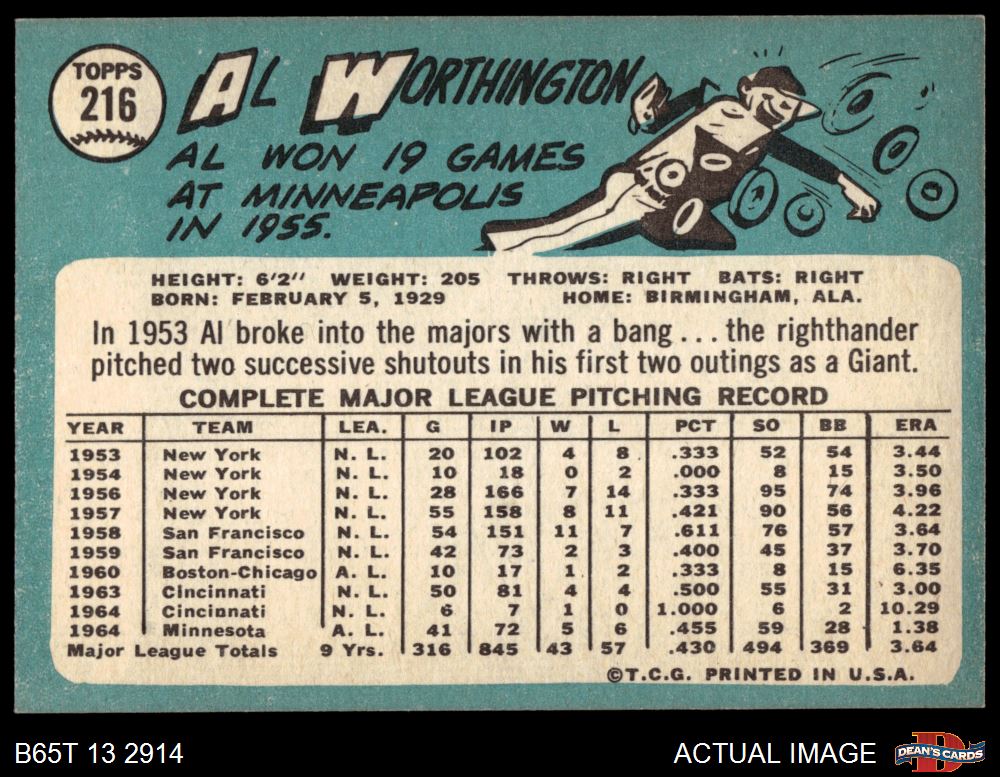 TOPPS
216
AL WORTHINGTON
AL WON 19 GAMES
AT MINNEAPOLIS
IN 1955.
HEIGHT: 6'2" WEIGHT: 205 THROWS: RIGHT BATS: RIGHT
BORN: FEBRUARY 5, 1929 HOME: BIRMINGHAM, ALA.
In 1953 Al broke into the majors with a bang . . . the righthander
pitched two successive shutouts in his first two outings as a Giant.
COMPLETE MAJOR LEAGUE PITCHING RECORD
YEAR TEAM LEA. G IP W L PCT SO BB ERA
1953 New York N. L. 20 102 4 8 .333 52 54 3.44
1954 New York N. L. 10 18 0 2 .000 8 15 3.50
1956 New York N. L. 28 166 7 14 .333 95 74 3.96
1957 New York N. L. 55 158 8 11 .421 90 56 4.22
1958 San Francisco N. L. 54 151 11 7 .611 76 57 3.64
1959 San Francisco N. L. 42 73 2 3 .400 45 37 3.70
1960 Boston-Chicago A. L. 10 17 1 2 .333 8 15 6.35
1963 Cincinnati N. L. 50 81 4 4 .500 55 31 3.00
1964 Cincinnati N. L. 6 7 1 0 1.000 6 2 10.29
1964 Minnesota A. L. 41 72 5 6 .455 59 28 1.38
Major League Totals 9 Yrs. 316 845 43 57 .430 494 369 3.64
©T.C.G. PRINTED IN U.S.A.
B65T 13 2914 ACTUAL IMAGE DEAN'S CARDS